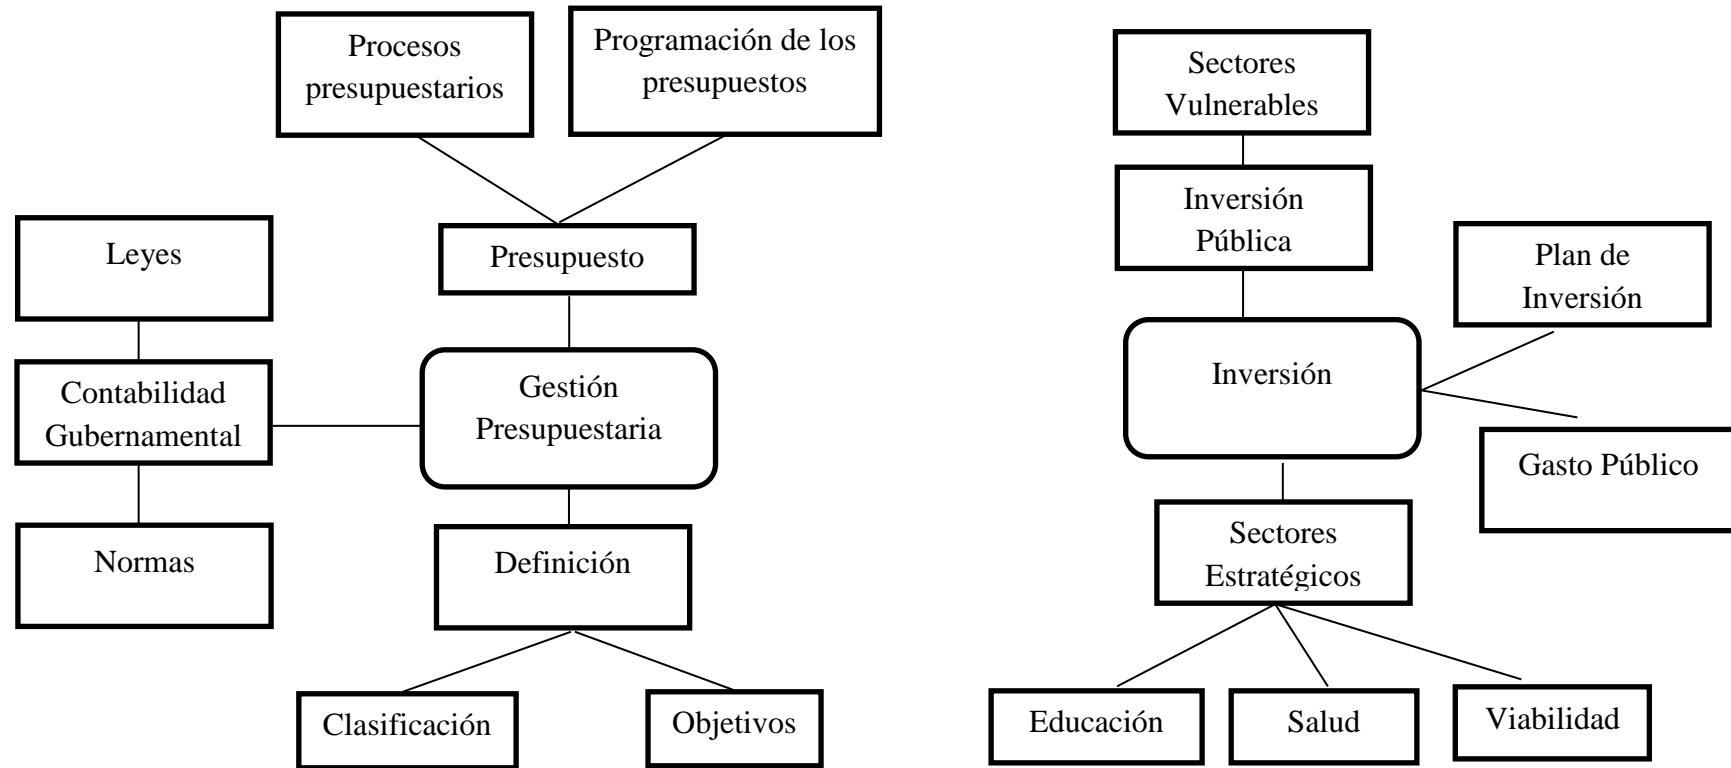 Procesos
presupuestarios
Programación de los
presupuestos
Leyes
Presupuesto
Contabilidad
Gubernamental
Gestión
Presupuestaria
Normas
Definición
Clasificación
Objetivos
Sectores
Vulnerables
Inversión
Pública
Plan de
Inversión
Inversión
Gasto Público
Sectores
Estratégicos
Educación
Salud
Viabilidad